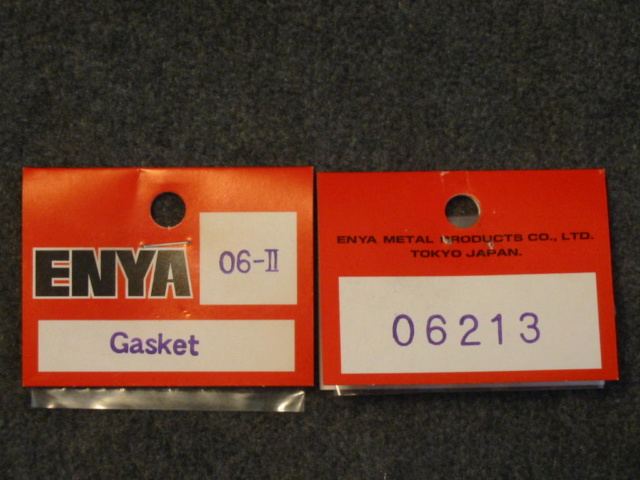 ENYA
06-II
Gasket
ENYA METAL PRODUCTS CO., LTD.
TOKYO JAPAN.
06213